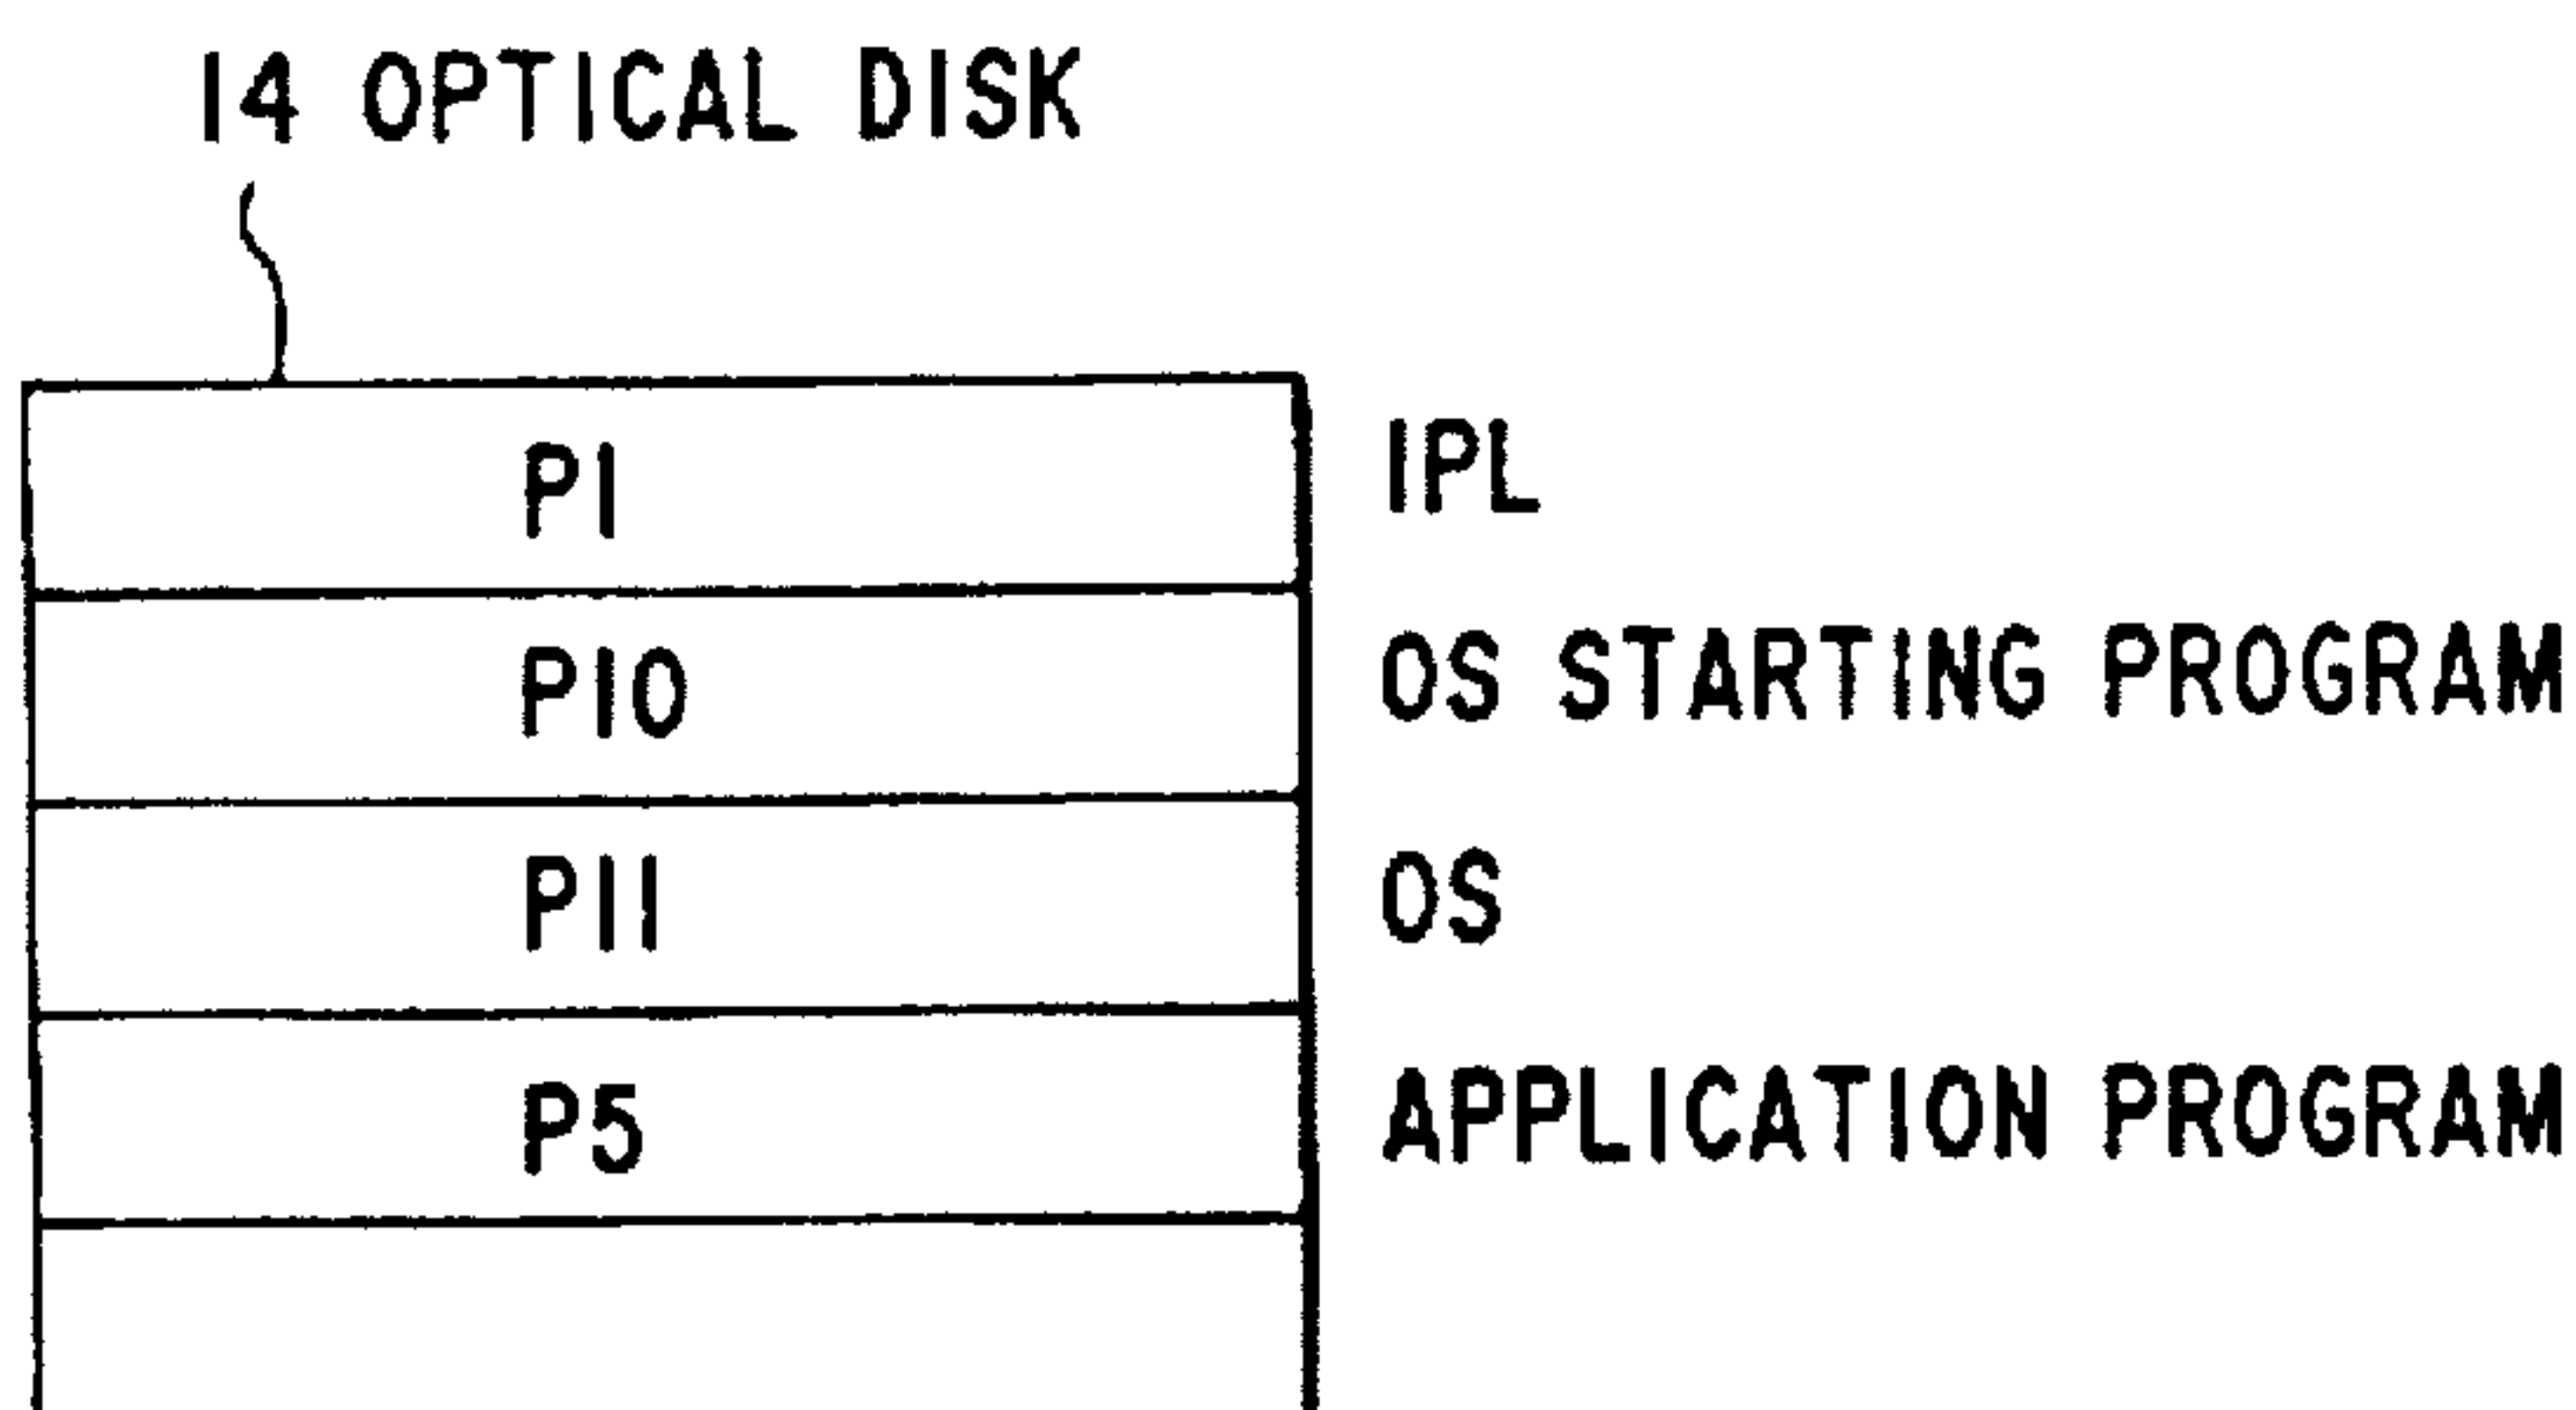 14 OPTICAL DISK
P1 IPL
P10 OS STARTING PROGRAM
P11 OS
P5 APPLICATION PROGRAM